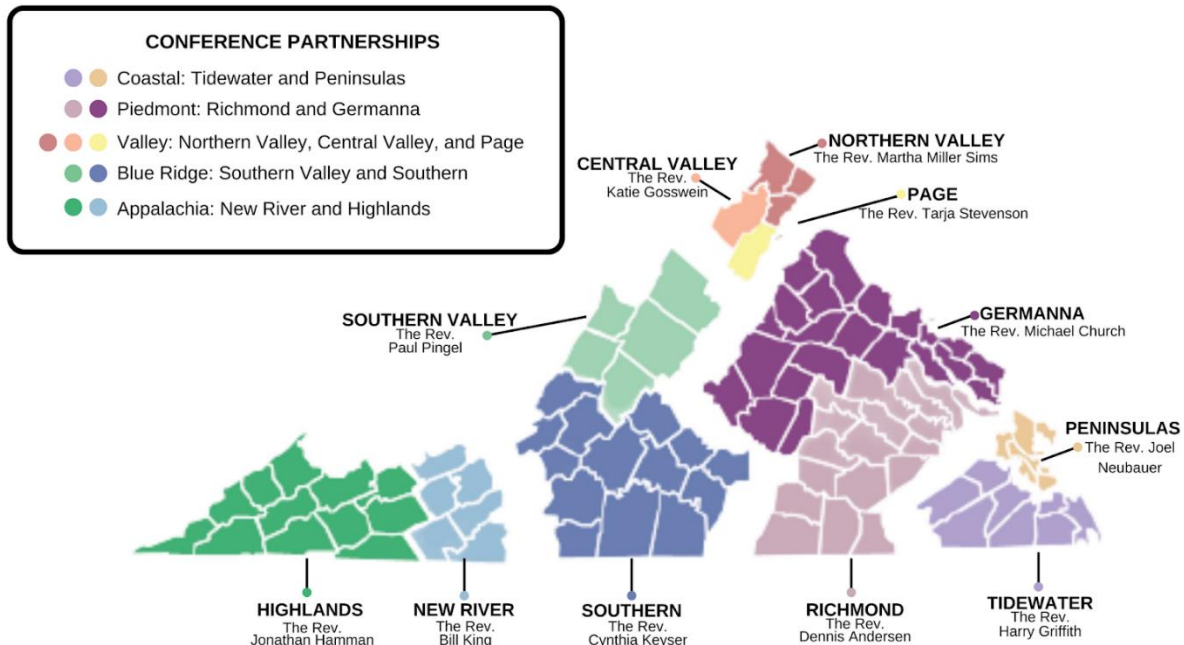 CONFERENCE PARTNERSHIPS
Coastal: Tidewater and Peninsulas
Piedmont: Richmond and Germanna
Valley: Northern Valley, Central Valley, and Page
Blue Ridge: Southern Valley and Southern
Appalachia: New River and Highlands
NORTHERN VALLEY
The Rev. Martha Miller Sims
CENTRAL VALLEY
The Rev.
Katie Gosswein
PAGE
The Rev. Tarja Stevenson
SOUTHERN VALLEY
The Rev.
Paul Pingel
GERMANNA
The Rev. Michael Church
PENINSULAS
The Rev. Joel
Neubauer
HIGHLANDS
The Rev.
Jonathan Hamman
NEW RIVER
The Rev.
Bill King
SOUTHERN
The Rev.
Cynthia Keyser
RICHMOND
The Rev.
Dennis Andersen
TIDEWATER
The Rev.
Harry Griffith